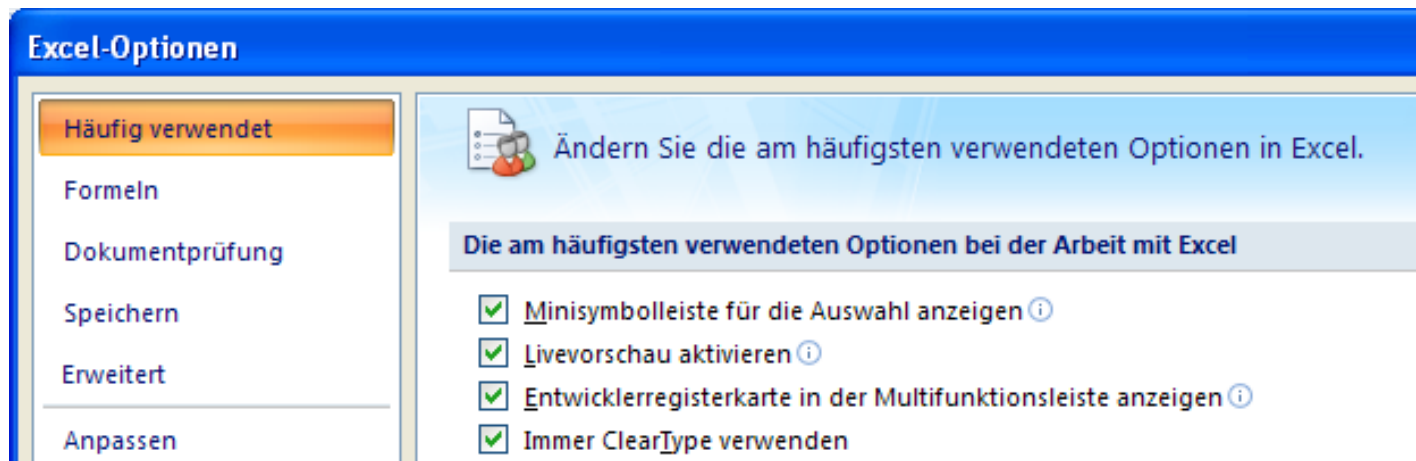 Excel-Optionen
Häufig verwendet
Formeln
Dokumentprüfung
Speichern
Erweitert
Anpassen
Ändern Sie die am häufigsten verwendeten Optionen in Excel.
Die am häufigsten verwendeten Optionen bei der Arbeit mit Excel
Minisymbolleiste für die Auswahl anzeigen
Livevorschau aktivieren
Entwicklerregisterkarte in der Multifunktionsleiste anzeigen
Immer ClearType verwenden